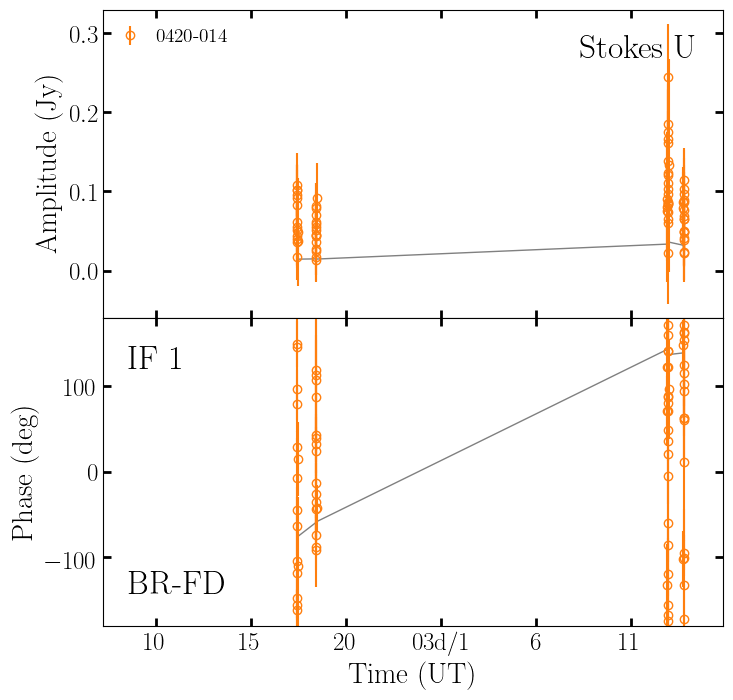 0420-014
Stokes U
Amplitude (Jy)
0.3
0.2
0.1
0.0
IF 1
BR-FD
Phase (deg)
100
0
−100
10 15 20 03d/1 6 11
Time (UT)